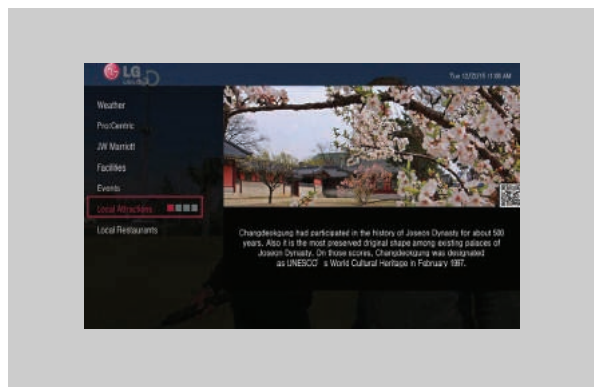 LG
Tue 12/2015 11:88 AM
Weather
Pro:Centric
JW Marriott
Facilities
Events
Local Attractions
Local Restaurants
Changdeokgung had participated in the history of Joseon Dynasty for about 500
years. Also it is the most preserved original shape among existing palaces of
Joseon Dynasty. On those scores, Changdeokgung was designated
as UNESCO s World Cultural Heritage in February 1997.